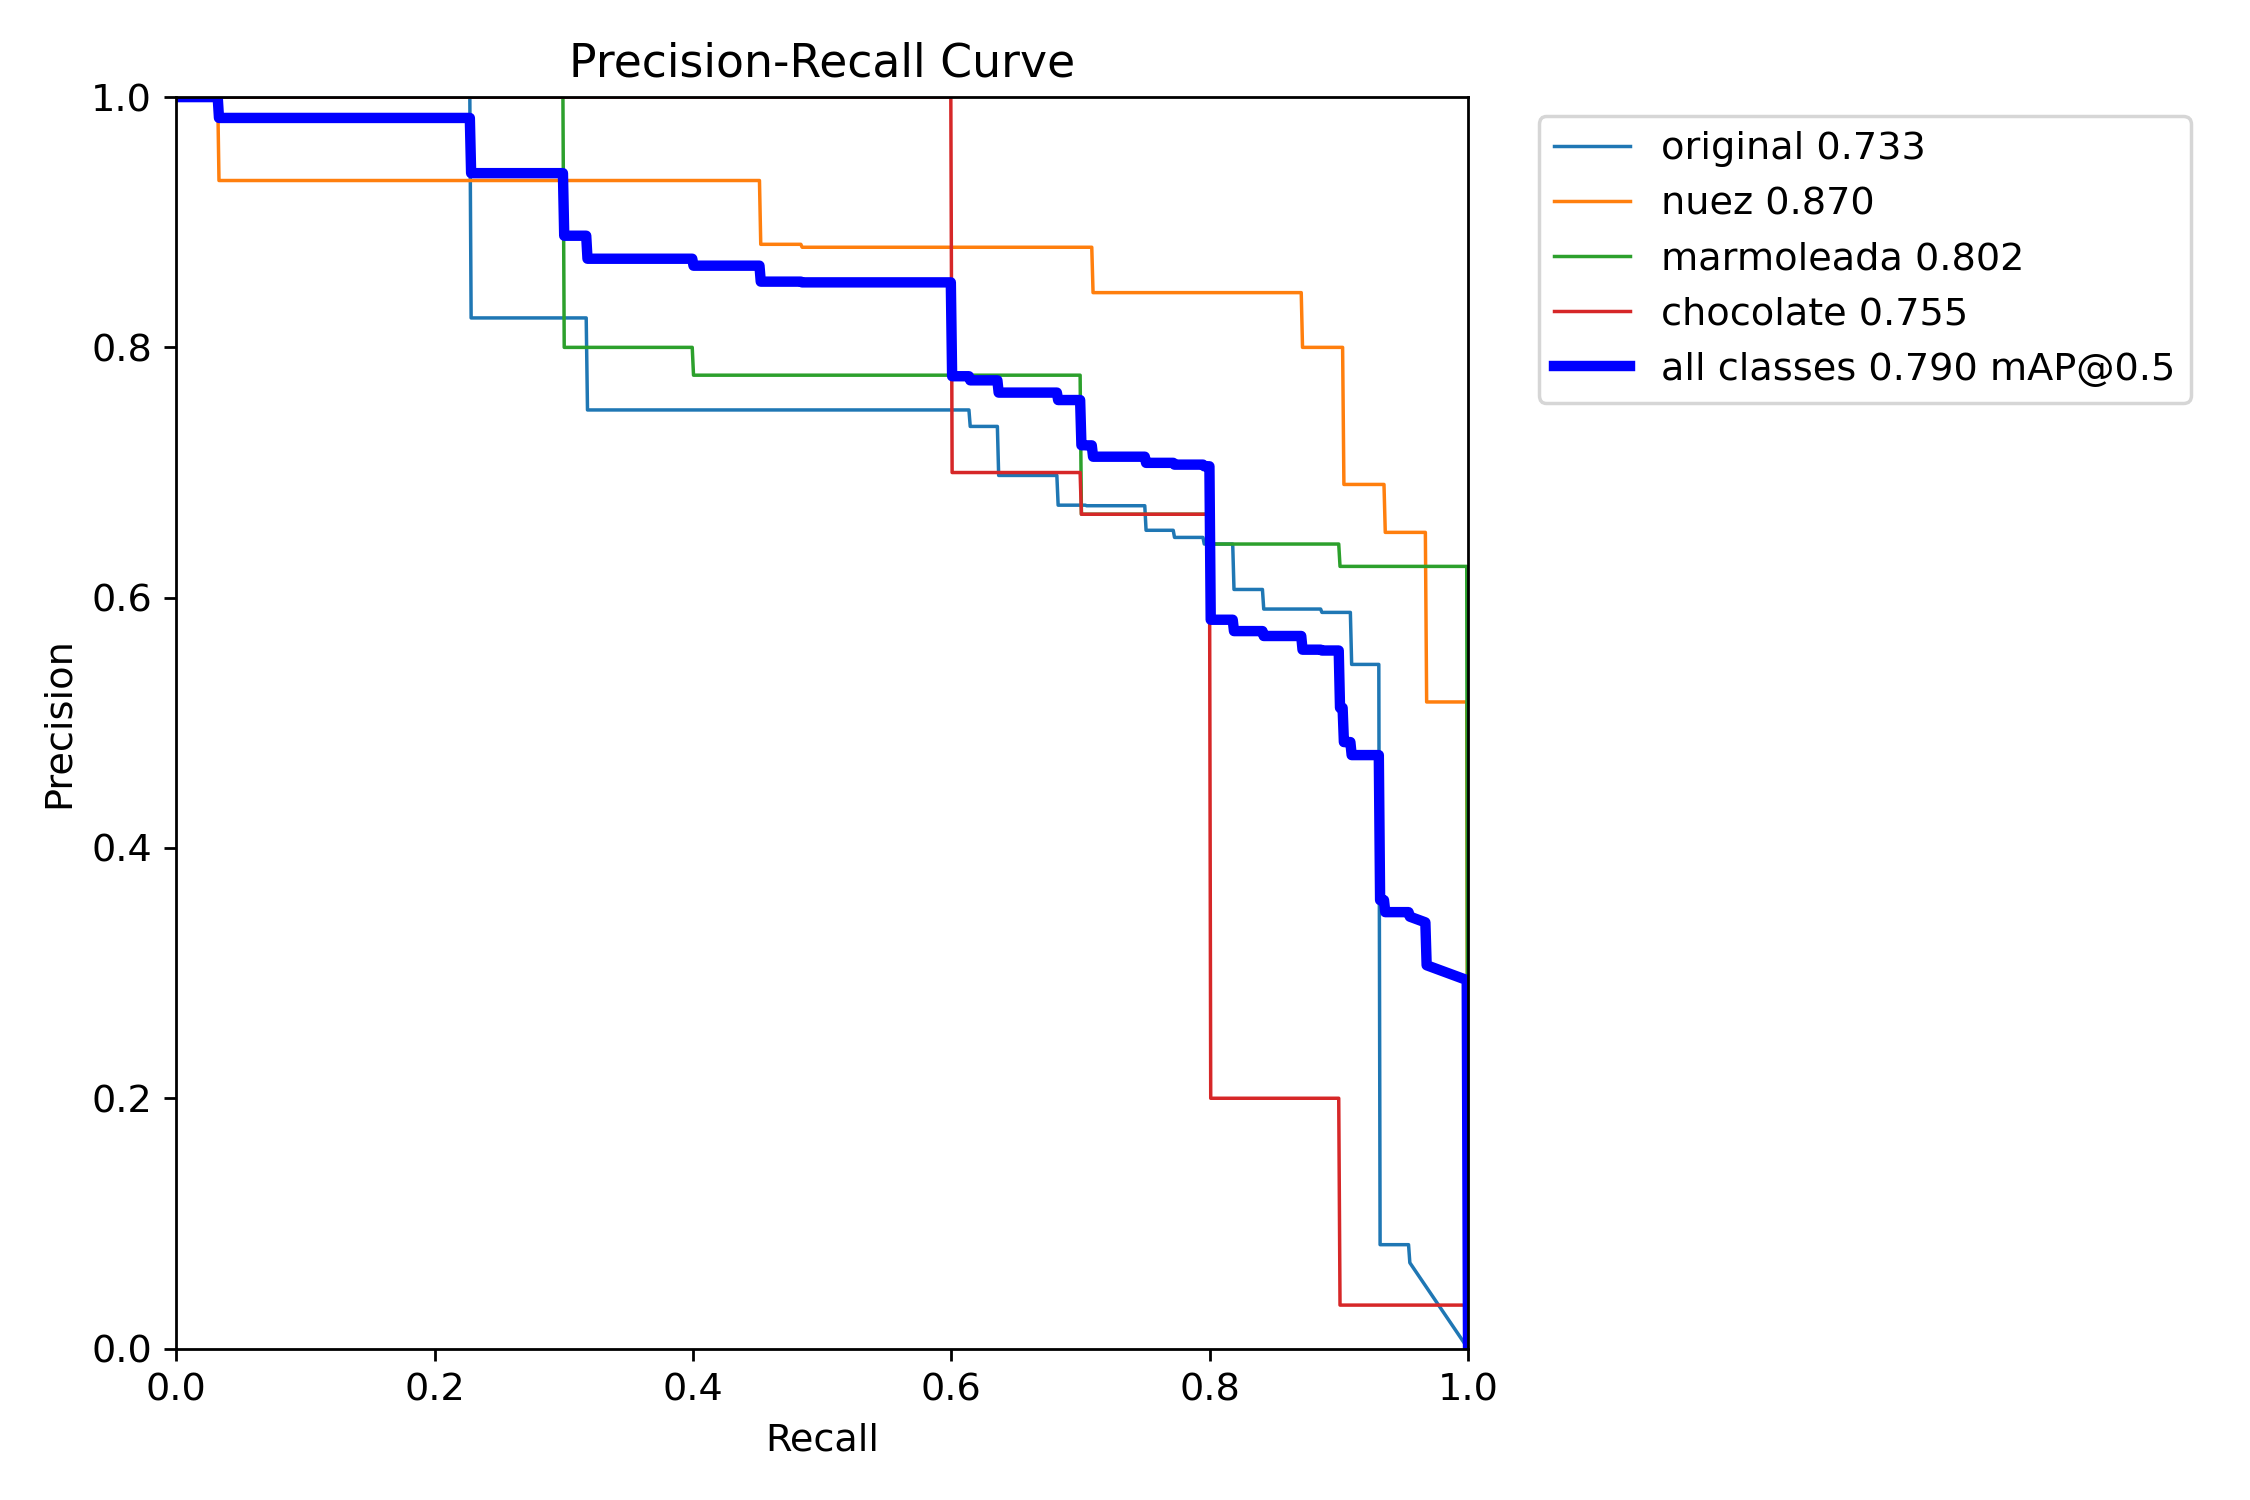 Precision-Recall Curve
1.0
0.8
0.6
0.4
0.2
0.0
Precision
0.0 0.2 0.4 0.6 0.8 1.0
Recall
original 0.733
nuez 0.870
marmoleada 0.802
chocolate 0.755
all classes 0.790 mAP@0.5